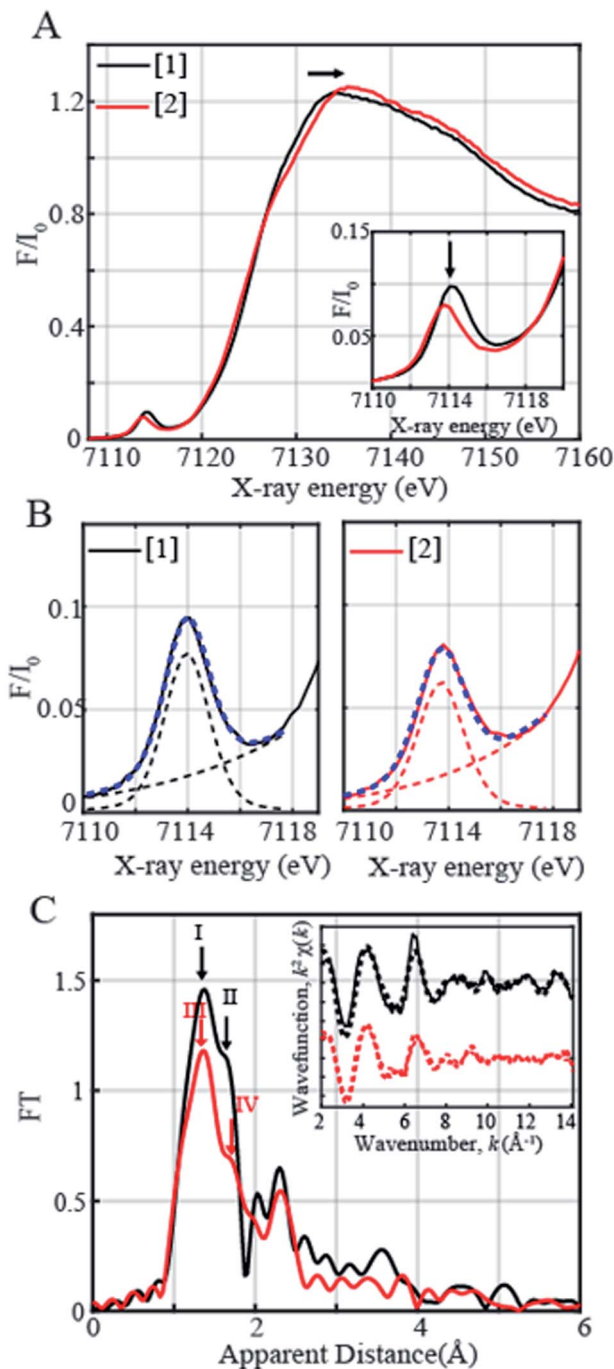 A
[1]
[2]
1.2
0.8
0.4
0
F/I0
7110 7120 7130 7140 7150 7160
X-ray energy (eV)
0.15
0.05
F/I0
7110 7114 7118
X-ray energy (eV)
B
[1]
[2]
0.1
0.05
0
F/I0
7110 7114 7118
X-ray energy (eV)
7110 7114 7118
X-ray energy (eV)
C
I
II
III
IV
1.5
1
0.5
0
FT
0 2 4 6
Apparent Distance(Å)
Wavefunction, k² χ(k)
2 4 6 8 10 12 14
Wavenumber, k(Å⁻¹)